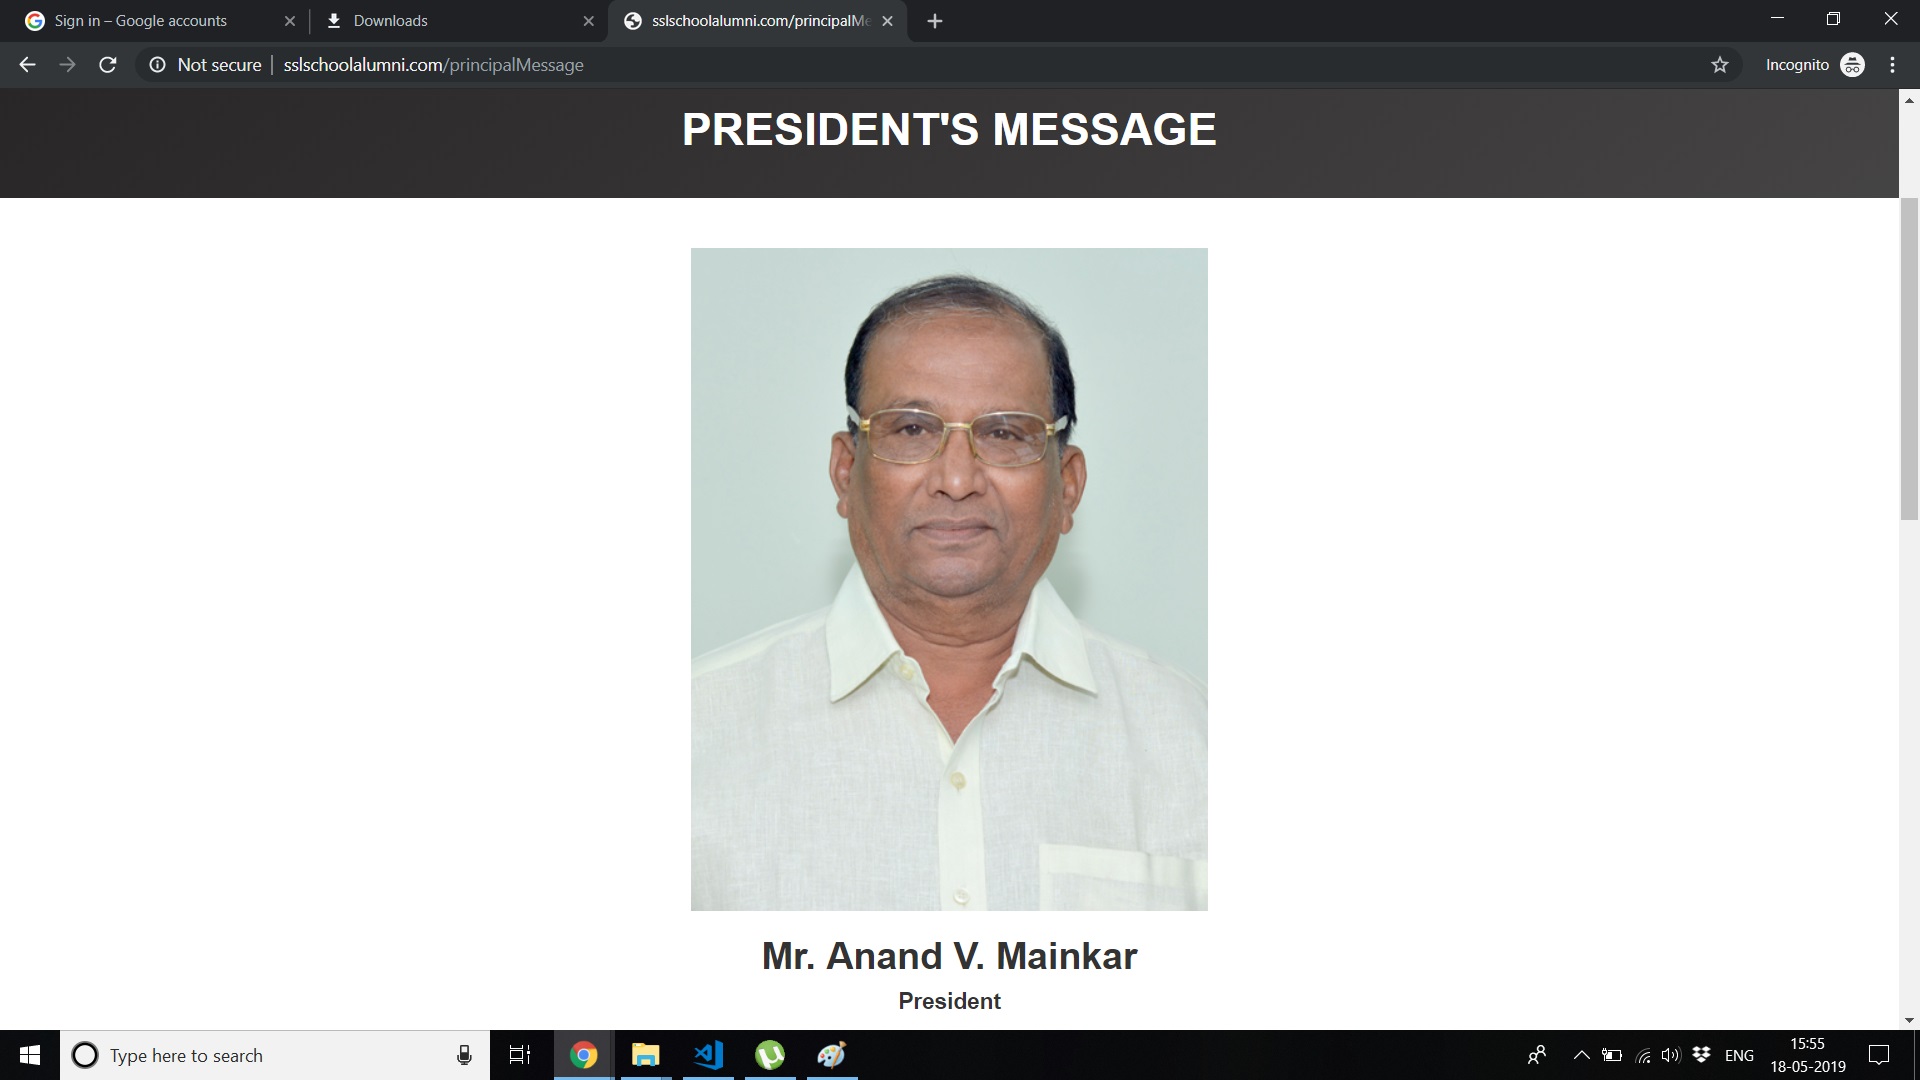 Sign in – Google accounts
Downloads
sslschoolalumni.com/principalMe
Not secure
sslschoolalumni.com/principalMessage
Incognito
PRESIDENT'S MESSAGE
Mr. Anand V. Mainkar
President
Type here to search
ENG
15:55
18-05-2019